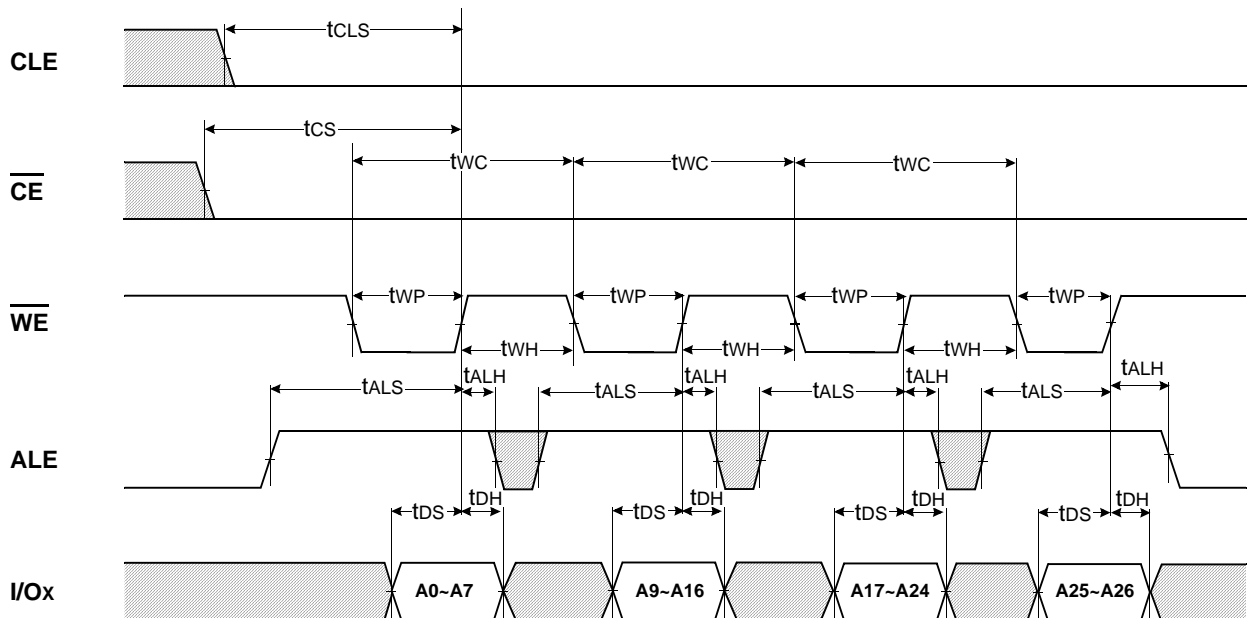 tCLS
CLE
tCS
tWC tWC tWC
CE
tWP tWP tWP tWP
WE
tWH tWH tWH
tALH tALH tALH tALH
tALS tALS tALS tALS
ALE
tDH tDH tDH tDH
tDS tDS tDS tDS
I/Ox A0~A7 A9~A16 A17~A24 A25~A26